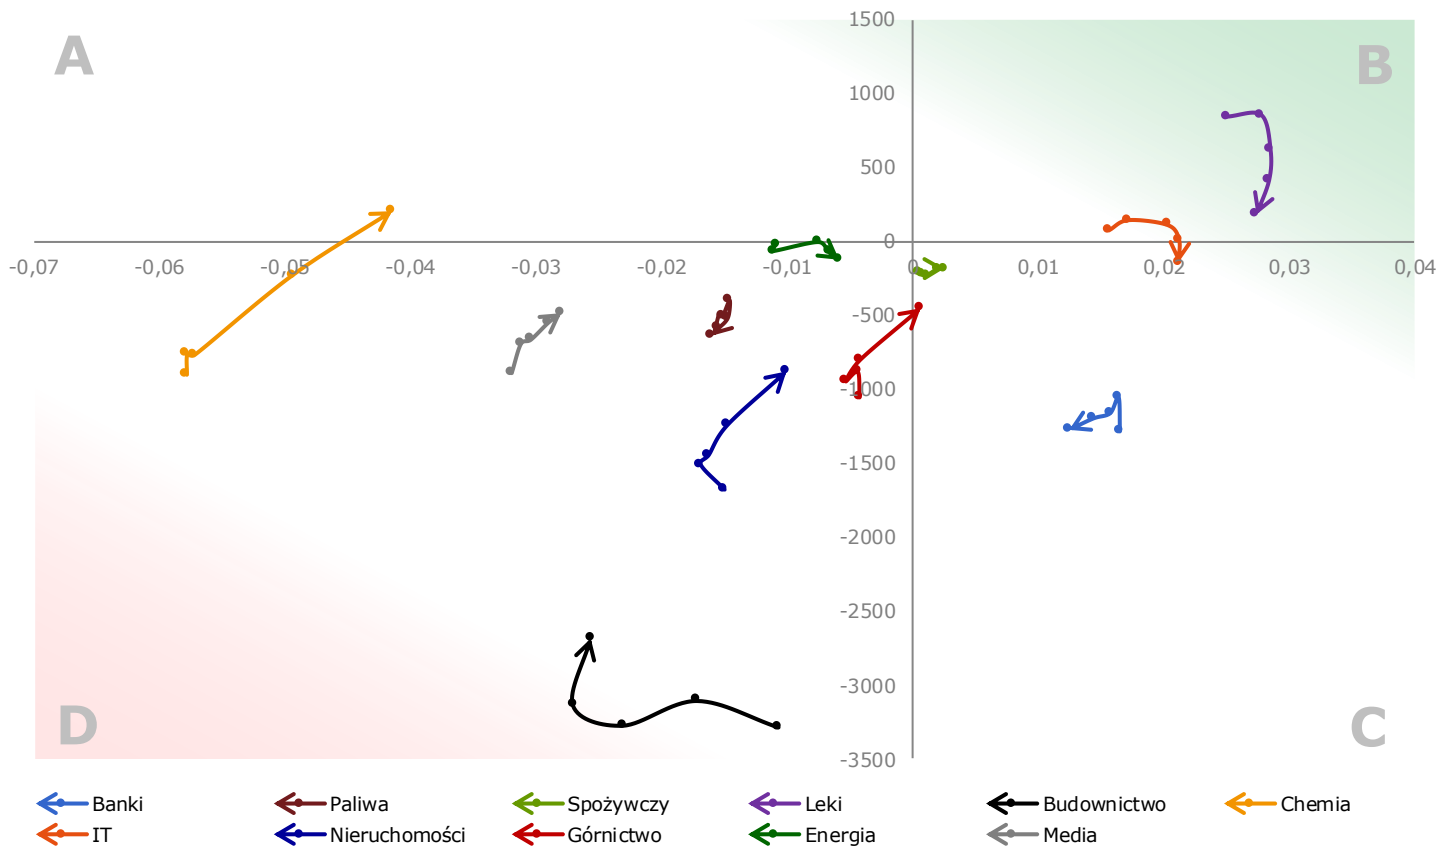 1500
A
B
1000
500
0
-0,07 -0,06 -0,05 -0,04 -0,03 -0,02 -0,01 0 0,01 0,02 0,03 0,04
-500
-1000
-1500
-2000
-2500
-3000
D
C
-3500
Banki Paliwa Spożywczy Leki Budownictwo Chemia
IT Nieruchomości Górnictwo Energia Media